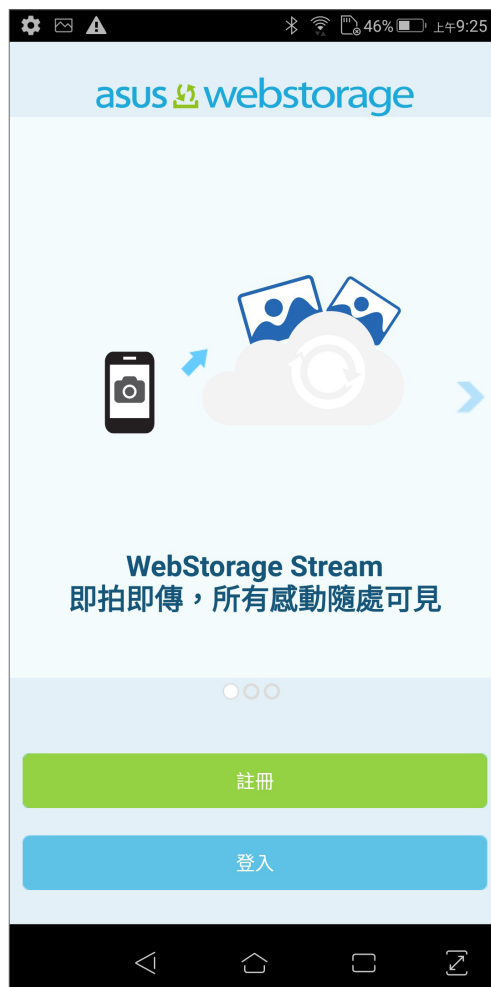 46% 上午9:25
asus webstorage
WebStorage Stream
即拍即傳，所有感動隨處可見
註冊
登入